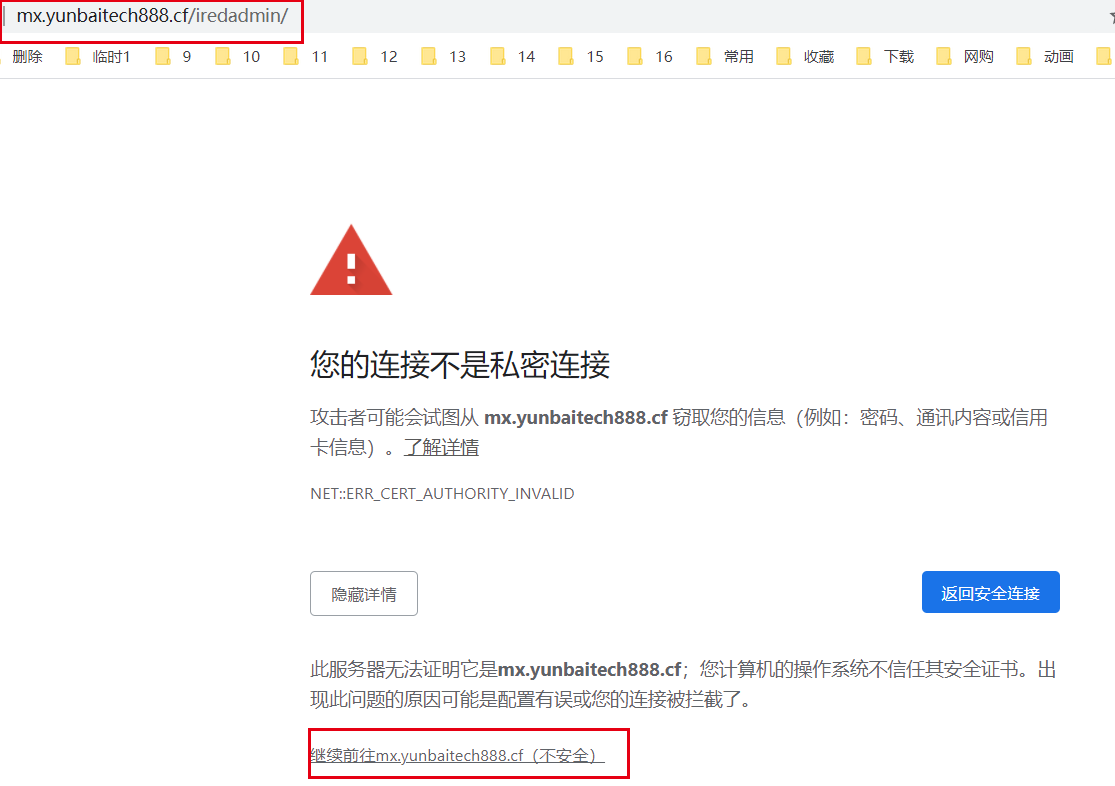 mx.yunbaitech888.cf/iredadmin/
删除 临时1 9 10 11 12 13 14 15 16 常用 收藏 下载 网购 动画
您的连接不是私密连接
攻击者可能会试图从 mx.yunbaitech888.cf 窃取您的信息（例如：密码、通讯内容或信用
卡信息）。了解详情
NET::ERR_CERT_AUTHORITY_INVALID
隐藏详情 返回安全连接
此服务器无法证明它是mx.yunbaitech888.cf；您计算机的操作系统不信任其安全证书。出
现此问题的原因可能是配置有误或您的连接被拦截了。
继续前往mx.yunbaitech888.cf（不安全）